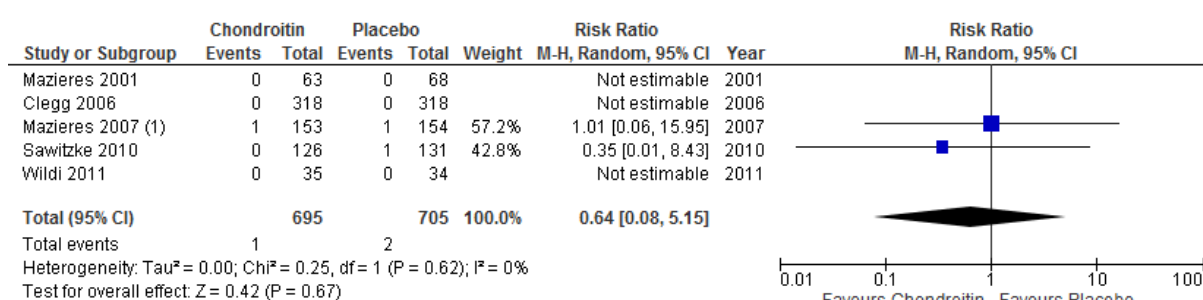 Chondroitin Placebo Risk Ratio Risk Ratio
Study or Subgroup Events Total Events Total Weight M-H, Random, 95% CI Year M-H, Random, 95% CI
Mazieres 2001 0 63 0 68 Not estimable 2001
Clegg 2006 0 318 0 318 Not estimable 2006
Mazieres 2007 (1) 1 153 1 154 57.2% 1.01 [0.06, 15.95] 2007
Sawitzke 2010 0 126 1 131 42.8% 0.35 [0.01, 8.43] 2010
Wildi 2011 0 35 0 34 Not estimable 2011
Total (95% CI) 695 705 100.0% 0.64 [0.08, 5.15]
Total events 1 2
Heterogeneity: Tau² = 0.00; Chi² = 0.25, df = 1 (P = 0.62); I² = 0%
Test for overall effect: Z = 0.42 (P = 0.67)
0.01 0.1 1 10 100
Favours Chondroitin Favours Placebo